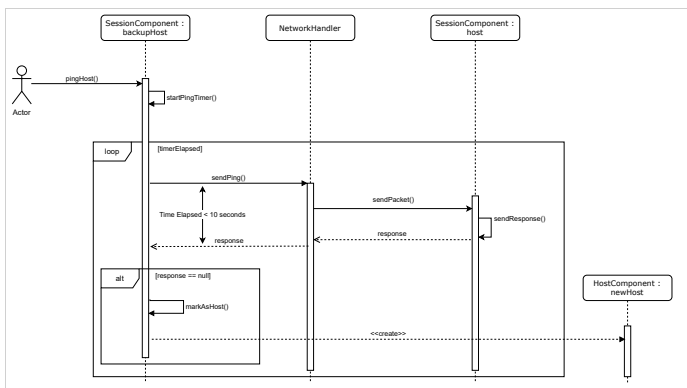 SessionComponent :
backupHost
NetworkHandler
SessionComponent :
host
pingHost()
startPingTimer()
Actor
loop
[timerElapsed]
sendPing()
sendPacket()
Time Elapsed < 10 seconds
sendResponse()
response
response
alt
[response == null]
HostComponent :
newHost
markAsHost()
<<create>>